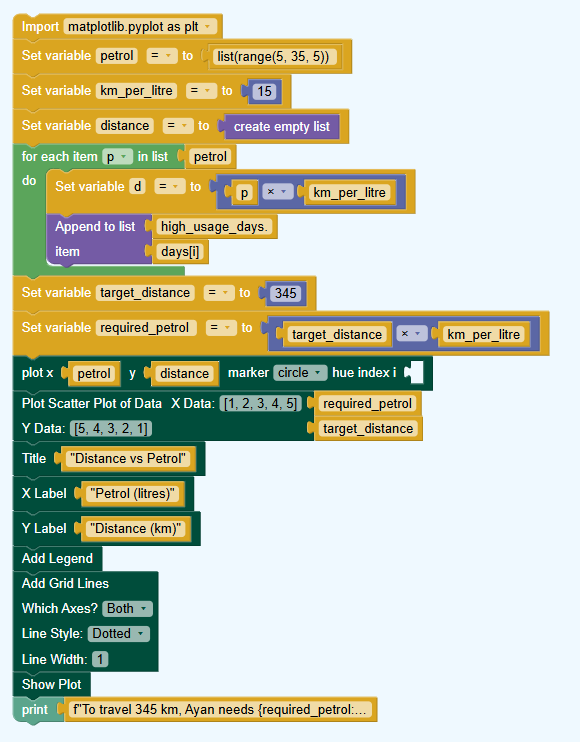 Import matplotlib.pyplot as plt
Set variable petrol = to list(range(5, 35, 5))
Set variable km_per_litre = to 15
Set variable distance = to create empty list
for each item p in list petrol
do Set variable d = to p × km_per_litre
Append to list high_usage_days.
item days[i]
Set variable target_distance = to 345
Set variable required_petrol = to target_distance × km_per_litre
plot x petrol y distance marker circle hue index i
Plot Scatter Plot of Data X Data: [1, 2, 3, 4, 5] required_petrol
Y Data: [5, 4, 3, 2, 1] target_distance
Title "Distance vs Petrol"
X Label "Petrol (litres)"
Y Label "Distance (km)"
Add Legend
Add Grid Lines
Which Axes? Both
Line Style: Dotted
Line Width: 1
Show Plot
print f"To travel 345 km, Ayan needs {required_petrol:...